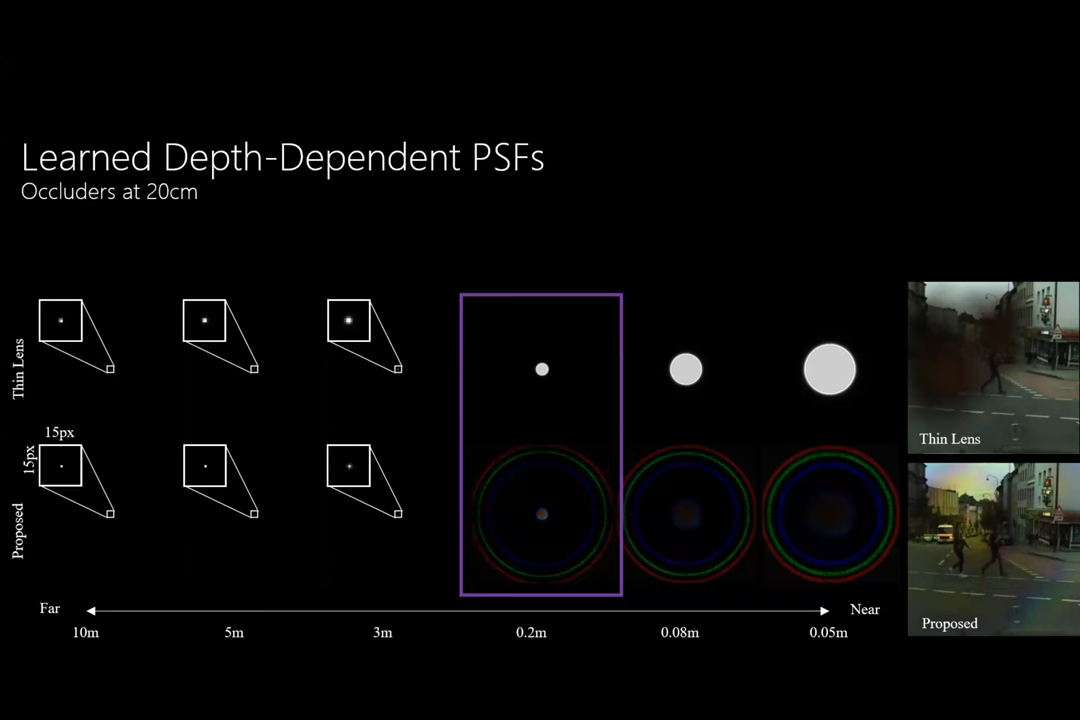 Learned Depth-Dependent PSFs
Occluders at 20cm
Thin Lens
15px
15px
Proposed
Far
Near
10m
5m
3m
0.2m
0.08m
0.05m
Thin Lens
Proposed